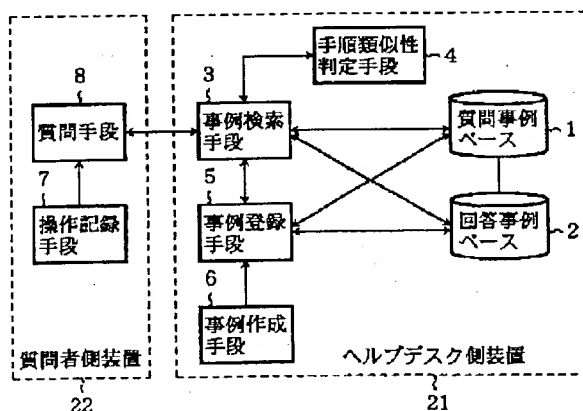 手順類似性
判定手段
4
8
質問手段
3
事例検索
手段
質問事例
ベース
1
7
操作記録
手段
5
事例登録
手段
回答事例
ベース
2
6
事例作成
手段
質問者側装置
22
ヘルプデスク側装置
21